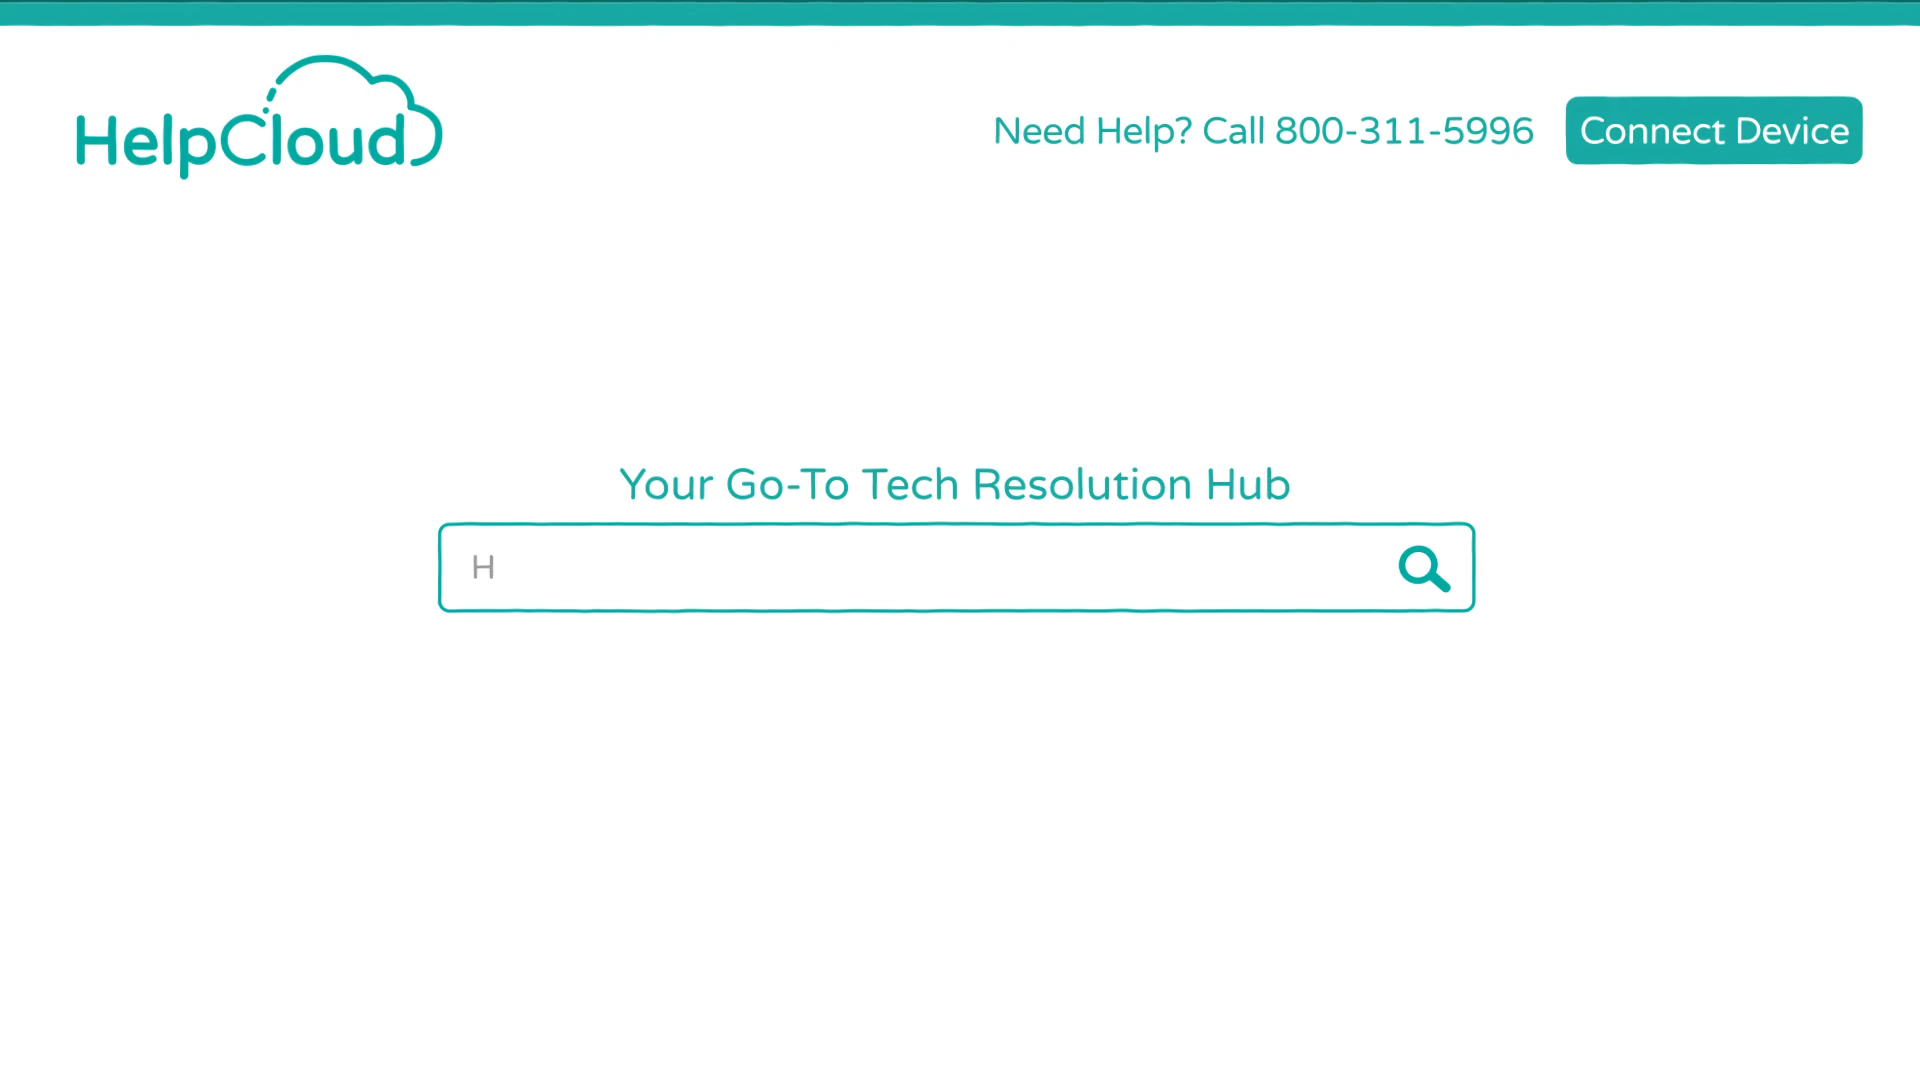 HelpCloud
Need Help? Call 800-311-5996
Connect Device
Your Go-To Tech Resolution Hub
H